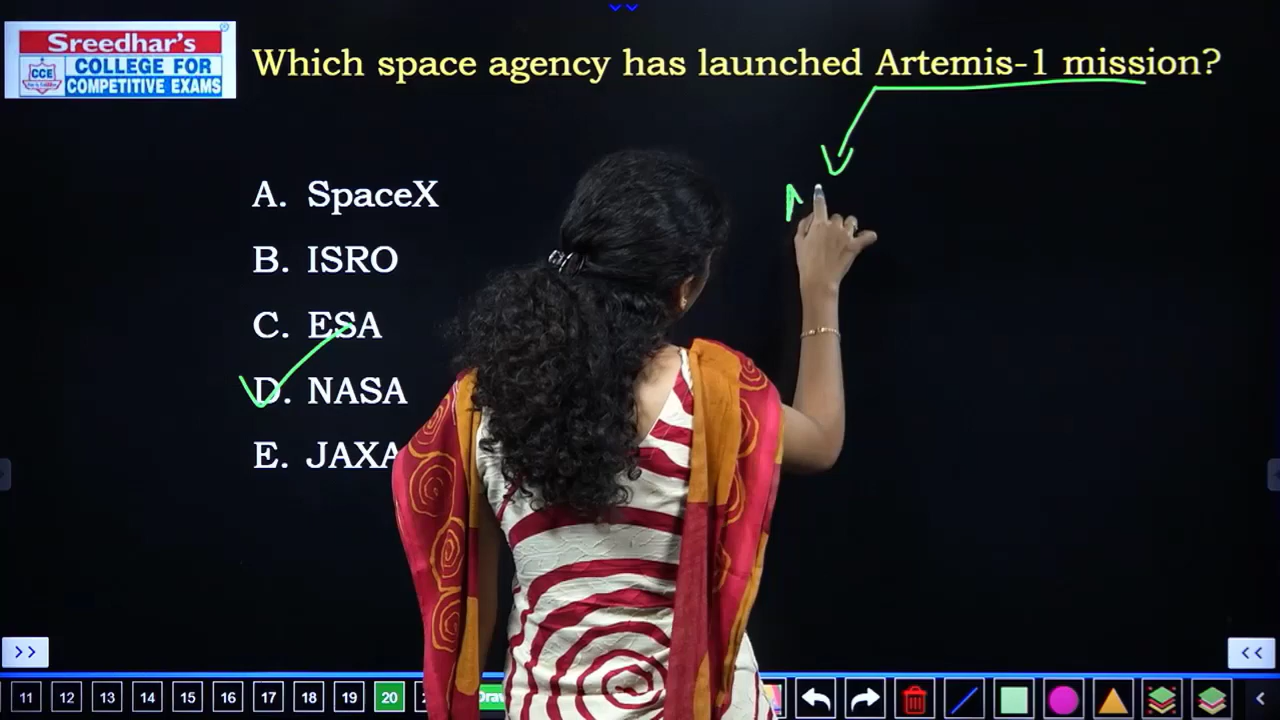 Sreedhar's
CCE
COLLEGE FOR
COMPETITIVE EXAMS
Which space agency has launched Artemis-1 mission?
A. SpaceX
B. ISRO
C. ESA
D. NASA
E. JAXA
>>
<<
11 12 13 14 15 16 17 18 19 20